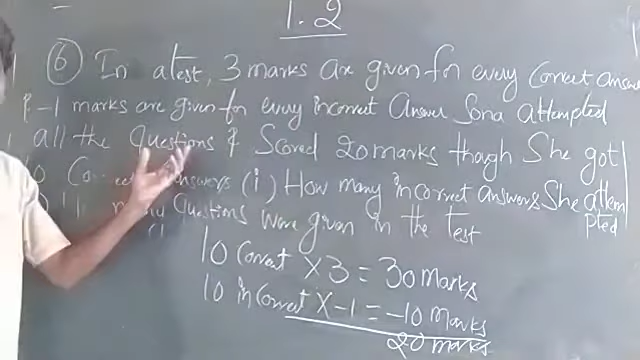 1.2
6 In a test, 3 marks are given for every correct answer
& -1 marks are given for every incorrect Answer Sona attempted
all the Questions & Scored 20 marks though She got
Answers (i) How many incorrect answers She attem
pted
many Questions were given in the test
10 Correct X 3 = 30 marks
10 in correct X -1 = -10 marks
20 marks